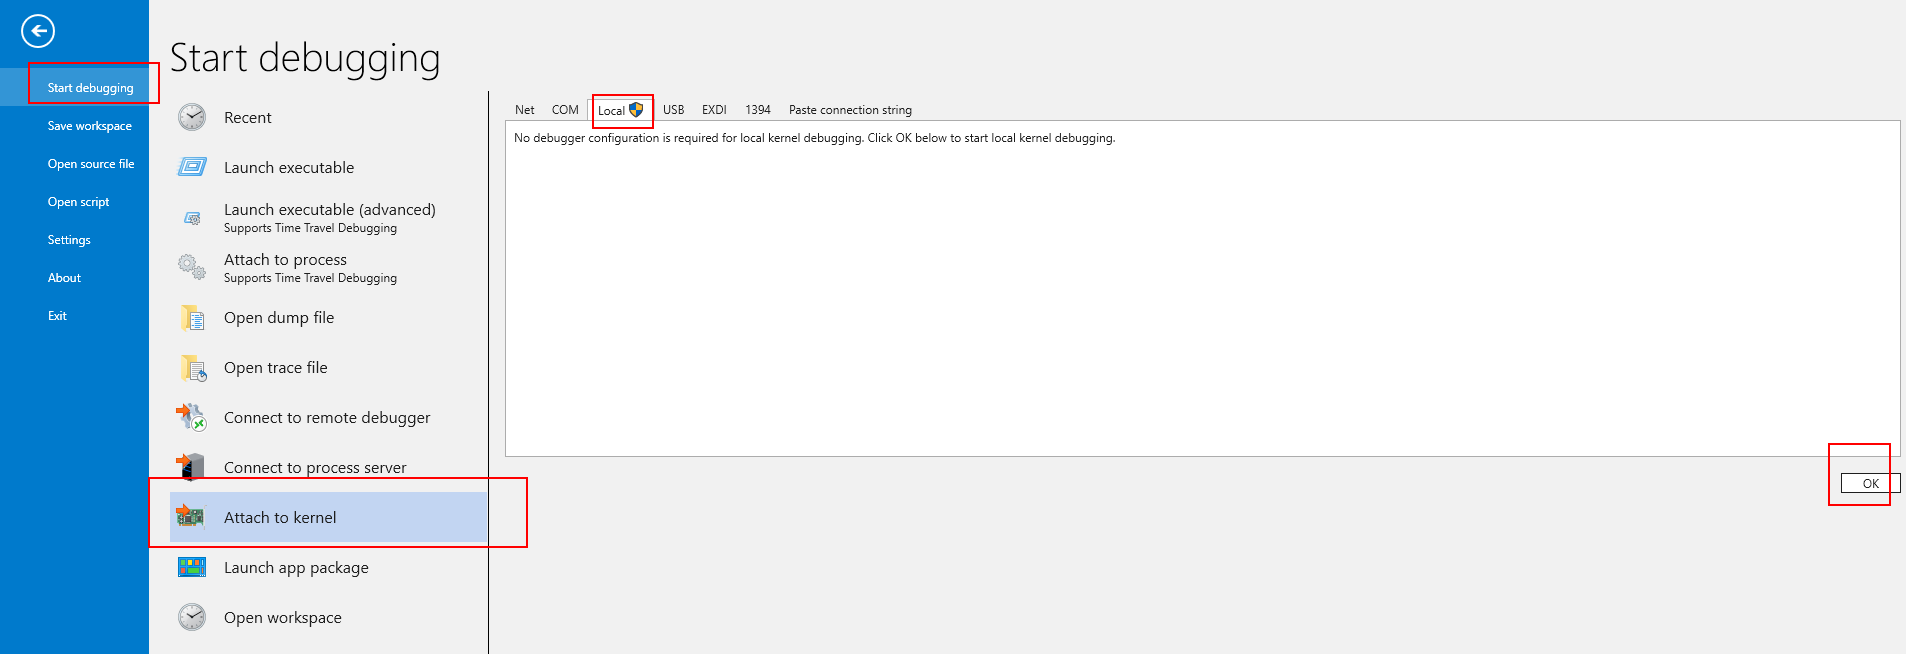 Start debugging
Save workspace
Open source file
Open script
Settings
About
Exit
Start debugging
Recent
Launch executable
Launch executable (advanced)
Supports Time Travel Debugging
Attach to process
Supports Time Travel Debugging
Open dump file
Open trace file
Connect to remote debugger
Connect to process server
Attach to kernel
Launch app package
Open workspace
Net COM Local USB EXDI 1394 Paste connection string
No debugger configuration is required for local kernel debugging. Click OK below to start local kernel debugging.
OK